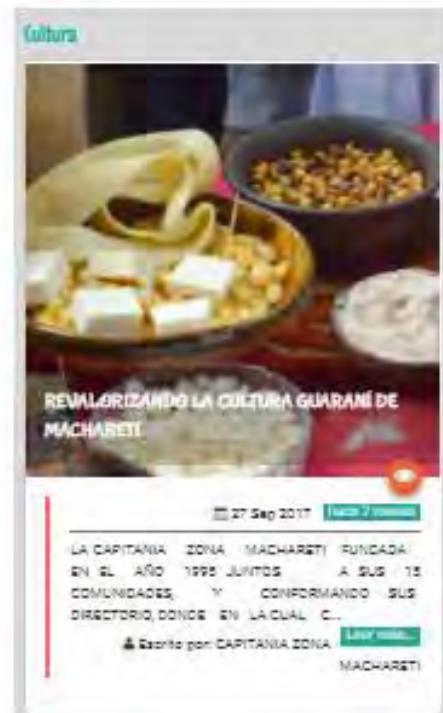 Cultura
REVALORIZANDO LA CULTURA GUARANÍ DE
MACHARETI
27 Sep 2017 Hace 7 meses
LA CAPITANIA ZONA MACHARETI FUNDADA
EN EL AÑO 1995 JUNTOS A SUS 15
COMUNIDADES, Y CONFORMANDO SUS
DIRECTORIO, DONDE EN LA CUAL C...
Leer más...
Escrito por: CAPITANIA ZONA
MACHARETI